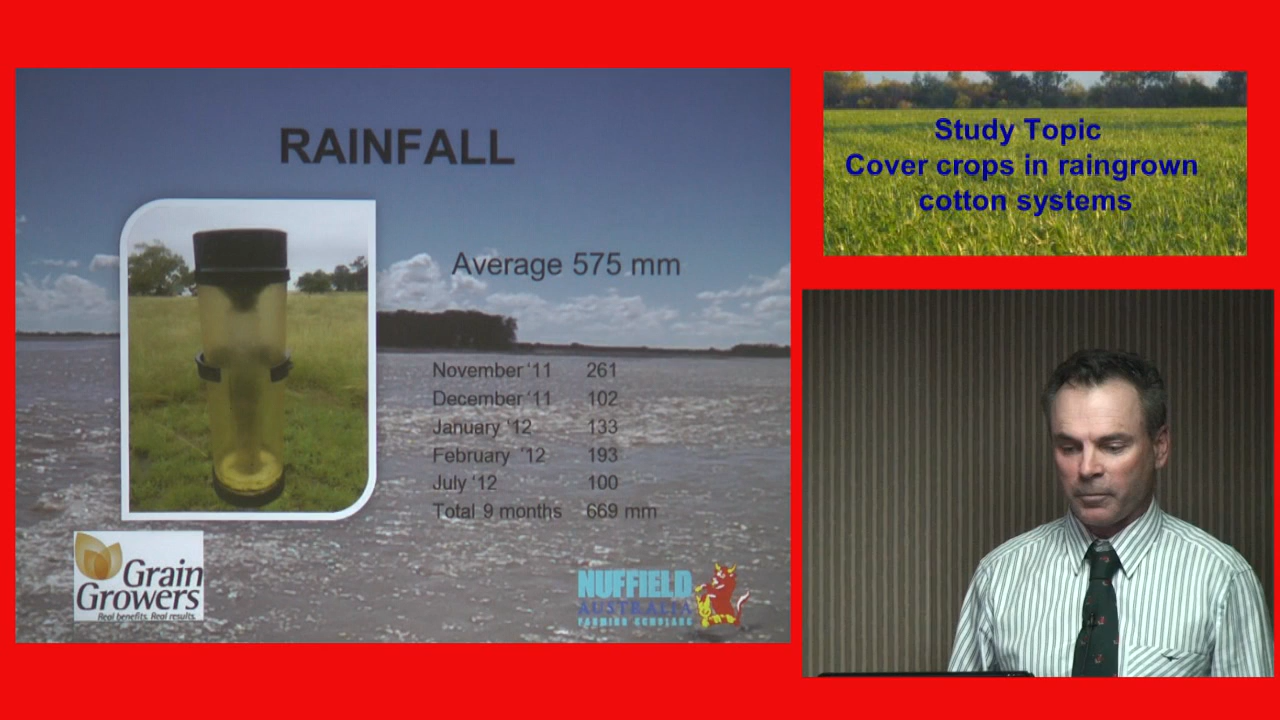 RAINFALL
Average 575 mm
November '11 261
December '11 102
January '12 133
February '12 193
July '12 100
Total 9 months 669 mm
Grain
Growers
Real benefits. Real results.
NUFFIELD
AUSTRALIA
FARMING SCHOLARS
Study Topic
Cover crops in raingrown
cotton systems